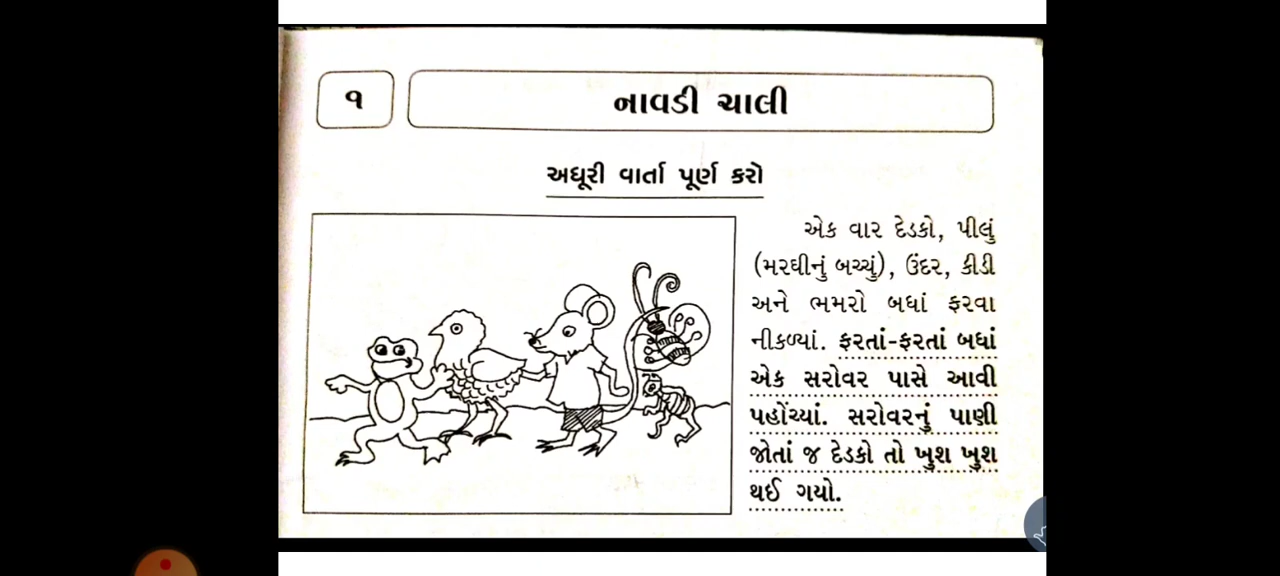 ૧
નાવડી ચાલી
અધૂરી વાર્તા પૂર્ણ કરો
એક વાર દેડકો, પીલું
(મરઘીનું બચ્ચું), ઉંદર, કીડી
અને ભમરો બધાં ફરવા
નીકળ્યાં. ફરતાં-ફરતાં બધાં
એક સરોવર પાસે આવી
પહોંચ્યાં. સરોવરનું પાણી
જોતાં જ દેડકો તો ખુશ ખુશ
થઈ ગયો.